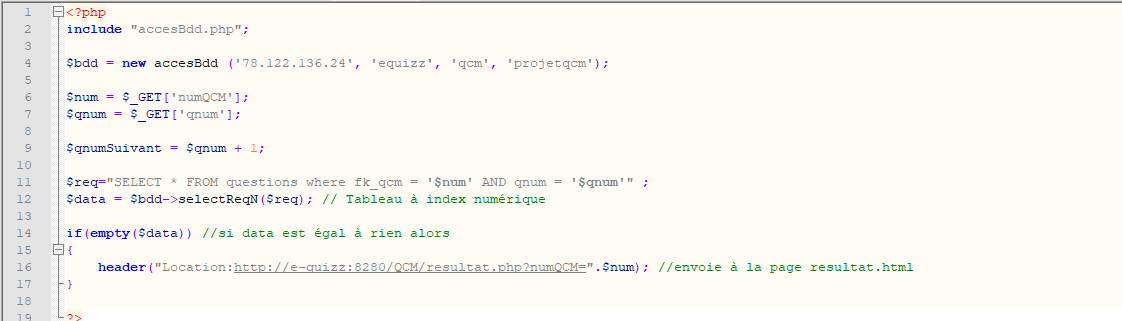 1 <?php
2 include "accesBdd.php";
3
4 $bdd = new accesBdd ('78.122.136.24', 'equizz', 'qcm', 'projetqcm');
5
6 $num = $_GET['numQCM'];
7 $qnum = $_GET['qnum'];
8
9 $qnumSuivant = $qnum + 1;
10
11 $req="SELECT * FROM questions where fk_qcm = '$num' AND qnum = '$qnum'" ;
12 $data = $bdd->selectReqN($req); // Tableau à index numérique
13
14 if(empty($data)) //si data est égal à rien alors
15 {
16 header("Location:http://e-quizz:8280/QCM/resultat.php?numQCM=".$num); //envoie à la page resultat.html
17 }
18
19 ?>